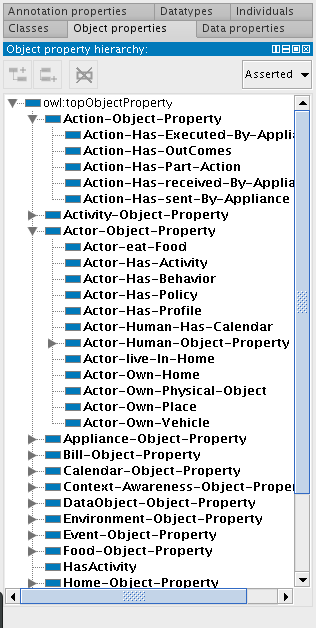 Annotation properties Datatypes Individuals
Classes Object properties Data properties
Object property hierarchy:
Asserted
owl:topObjectProperty
Action-Object-Property
Action-Has-Executed-By-Applia
Action-Has-OutComes
Action-Has-Part-Action
Action-Has-received-By-Applia
Action-Has-sent-By-Appliance
Activity-Object-Property
Actor-Object-Property
Actor-eat-Food
Actor-Has-Activity
Actor-Has-Behavior
Actor-Has-Policy
Actor-Has-Profile
Actor-Human-Has-Calendar
Actor-Human-Object-Property
Actor-live-In-Home
Actor-Own-Home
Actor-Own-Physical-Object
Actor-Own-Place
Actor-Own-Vehicle
Appliance-Object-Property
Bill-Object-Property
Calendar-Object-Property
Context-Awareness-Object-Proper
DataObject-Object-Property
Environment-Object-Property
Event-Object-Property
Food-Object-Property
HasActivity
Home-Object-Property